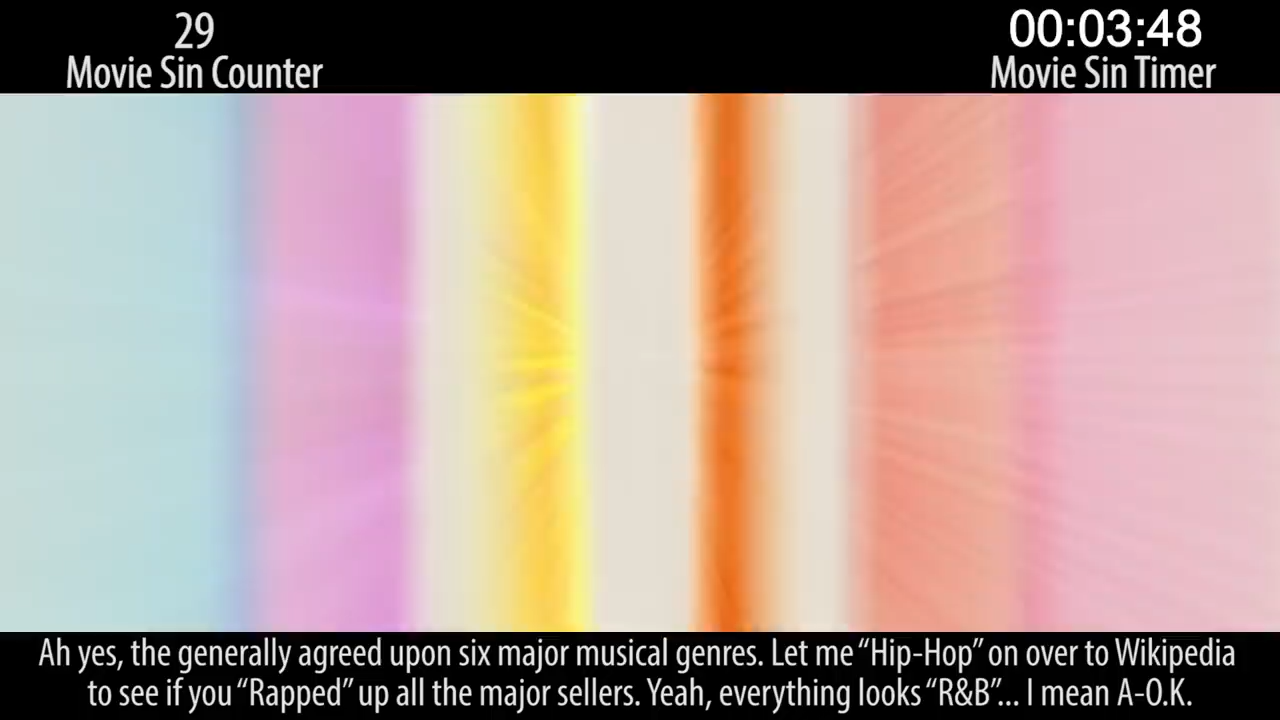 29
Movie Sin Counter
00:03:48
Movie Sin Timer
Ah yes, the generally agreed upon six major musical genres. Let me “Hip-Hop” on over to Wikipedia
to see if you “Rapped” up all the major sellers. Yeah, everything looks “R&B”... I mean A-O.K.